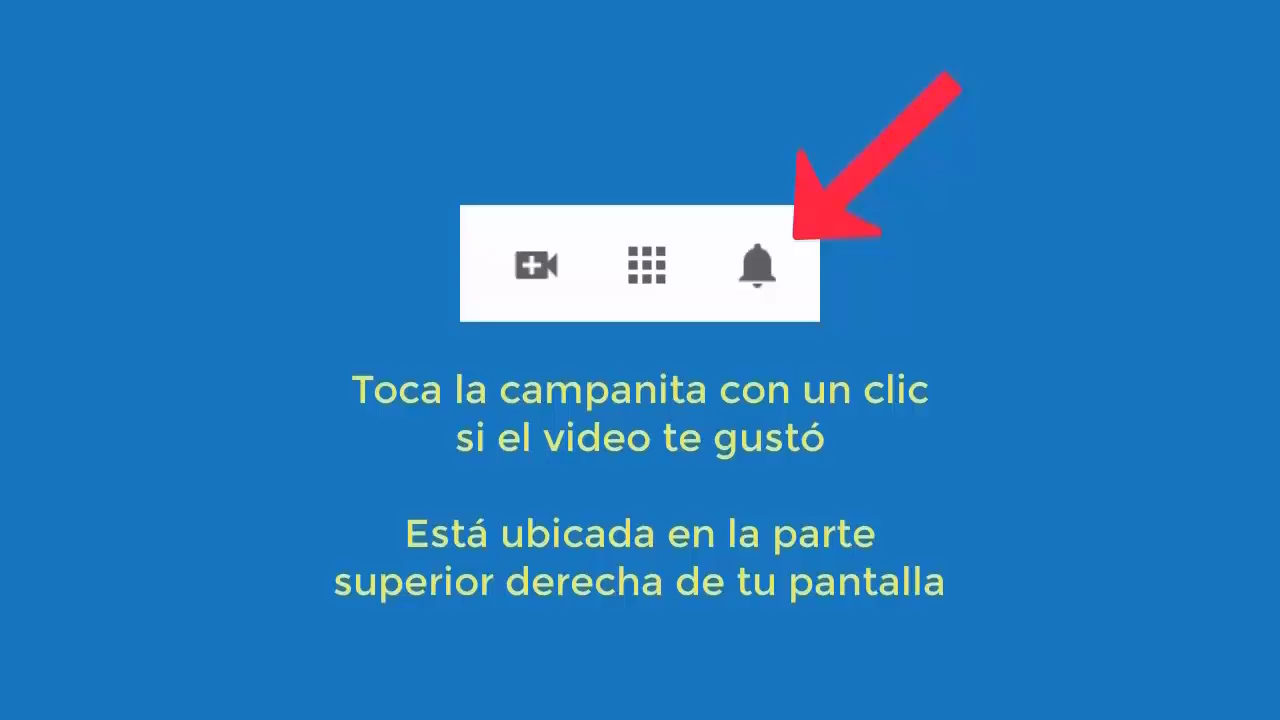 Toca la campanita con un clic
si el video te gustó
Está ubicada en la parte
superior derecha de tu pantalla